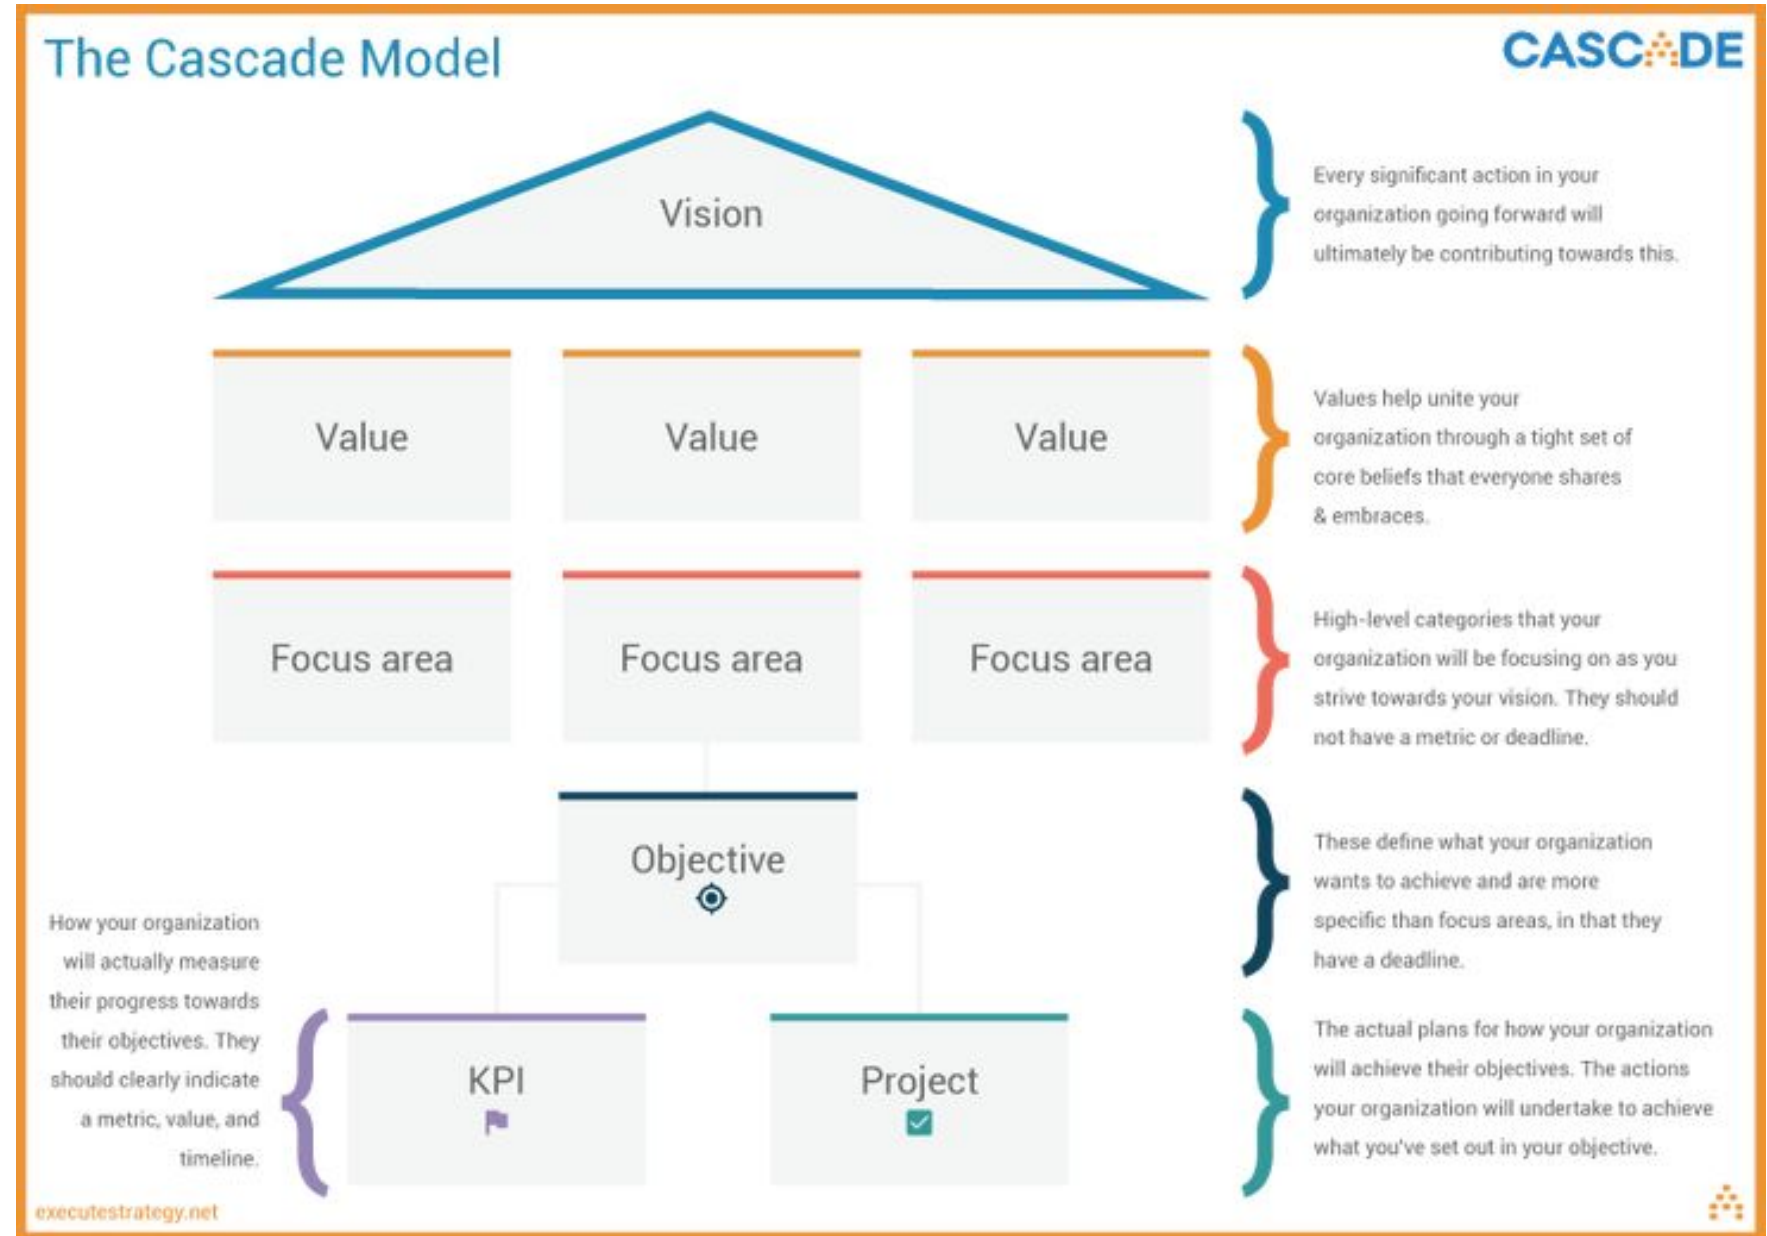 The Cascade Model
CASCADE
Vision
Every significant action in your
organization going forward will
ultimately be contributing towards this.
Value
Value
Value
Values help unite your
organization through a tight set of
core beliefs that everyone shares
& embraces.
Focus area
Focus area
Focus area
High-level categories that your
organization will be focusing on as you
strive towards your vision. They should
not have a metric or deadline.
Objective
These define what your organization
wants to achieve and are more
specific than focus areas, in that they
have a deadline.
How your organization
will actually measure
their progress towards
their objectives. They
should clearly indicate
a metric, value, and
timeline.
KPI
Project
The actual plans for how your organization
will achieve their objectives. The actions
your organization will undertake to achieve
what you've set out in your objective.
executestrategy.net